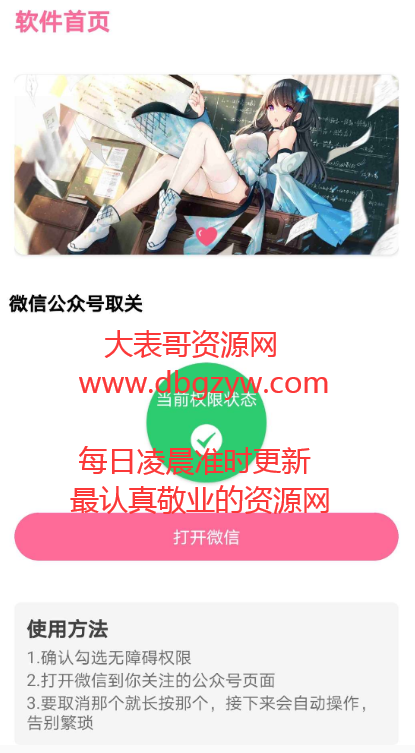 软件首页
微信公众号取关
大表哥资源网
www.dbgzyw.com
当前权限状态
每日凌晨准时更新
最认真敬业的资源网
打开微信
使用方法
1.确认勾选无障碍权限
2.打开微信到你关注的公众号页面
3.要取消那个就长按那个，接下来会自动操作，
告别繁琐